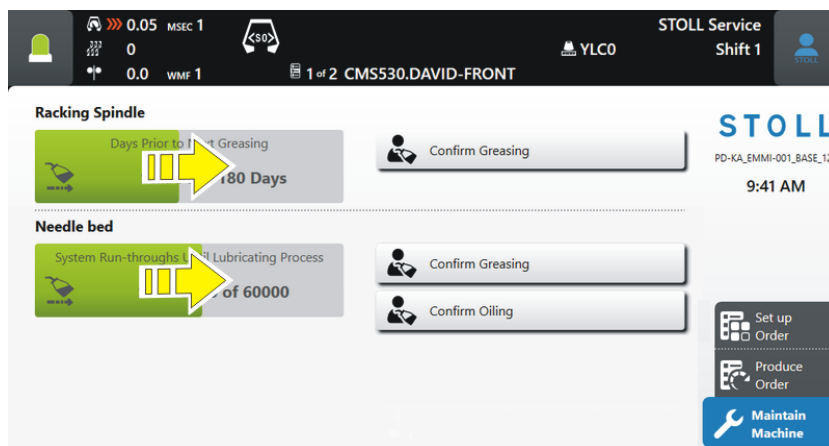 0.05 MSEC 1
STOLL Service
<S0>
0
YLC0
Shift 1
0.0 WMF 1
1 of 2 CMS530.DAVID-FRONT
STOLL
Racking Spindle
Days Prior to Next Greasing
180 Days
Confirm Greasing
STOLL
PD-KA_EMMI-001_BASE_12
9:41 AM
Needle bed
System Run-throughs Until Lubricating Process
of 60000
Confirm Greasing
Confirm Oiling
Set up
Order
Produce
Order
Maintain
Machine